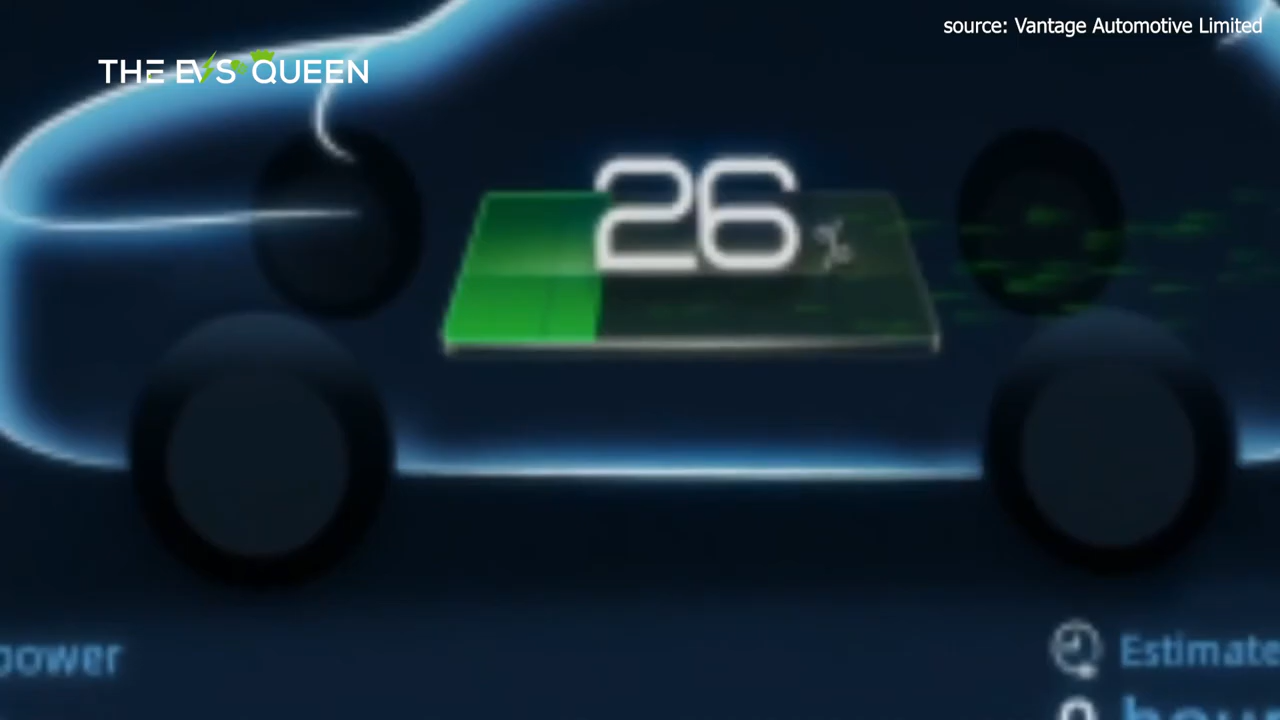 source: Vantage Automotive Limited
THE EVS QUEEN
26 %
power
Estimate